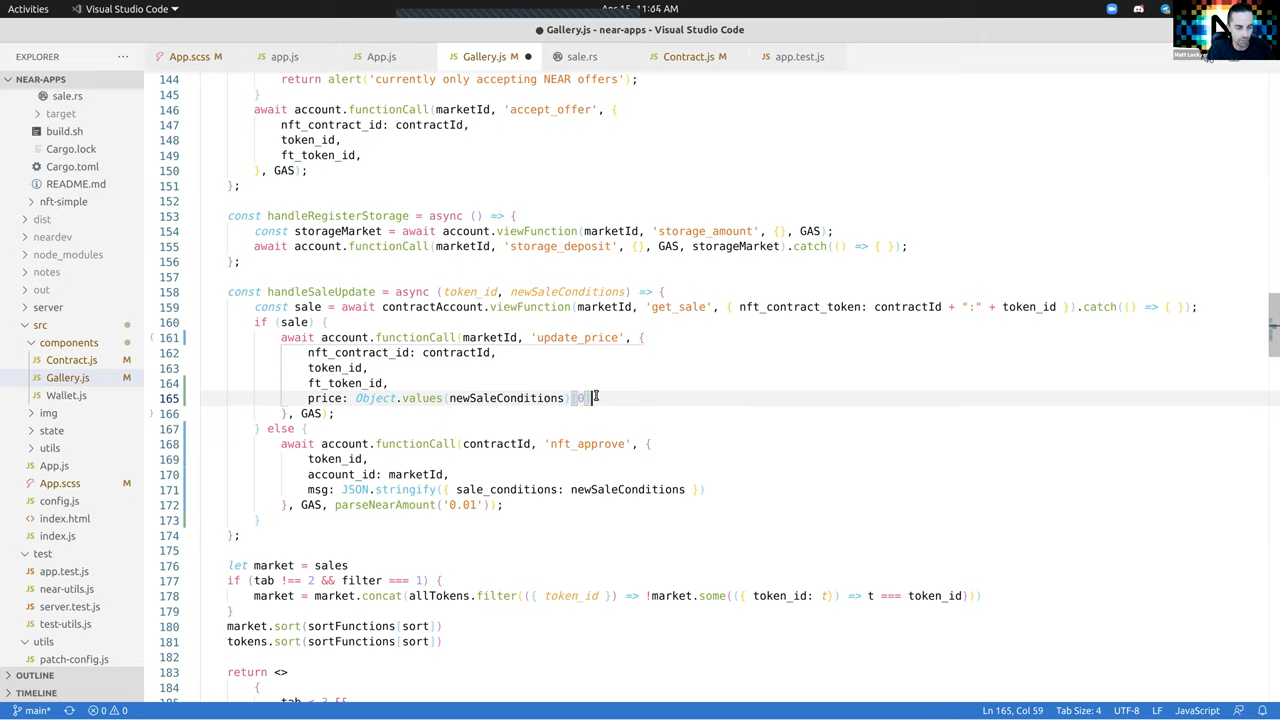 Activities Visual Studio Code Apr 15, 11:
Gallery.js - near-apps - Visual Studio Code
Matt Lockyer
EXPLORER ···
App.scss M
app.js
App.js
Gallery.js M
sale.rs
Contract.js M
app.test.js
NEAR-APPS
sale.rs
target
build.sh
Cargo.lock
Cargo.toml
README.md
nft-simple
dist
neardev
node_modules
notes
out
server
src
components
Contract.js
Gallery.js
Wallet.js
img
state
utils
App.js
App.scss M
config.js
index.html
index.js
test
app.test.js
near-utils.js
server.test.js
test-utils.js
utils
patch-config.js
OUTLINE
TIMELINE
144 return alert('currently only accepting NEAR offers');
145 }
146 await account.functionCall(marketId, 'accept_offer', {
147 nft_contract_id: contractId,
148 token_id,
149 ft_token_id,
150 }, GAS);
151 };
152
153 const handleRegisterStorage = async () => {
154 const storageMarket = await account.viewFunction(marketId, 'storage_amount', {}, GAS);
155 await account.functionCall(marketId, 'storage_deposit', {}, GAS, storageMarket).catch(() => { });
156 };
157
158 const handleSaleUpdate = async (token_id, newSaleConditions) => {
159 const sale = await contractAccount.viewFunction(marketId, 'get_sale', { nft_contract_token: contractId + ":" + token_id }).catch(() => { });
160 if (sale) {
161 await account.functionCall(marketId, 'update_price', {
162 nft_contract_id: contractId,
163 token_id,
164 ft_token_id,
165 price: Object.values(newSaleConditions)[0]
166 }, GAS);
167 } else {
168 await account.functionCall(contractId, 'nft_approve', {
169 token_id,
170 account_id: marketId,
171 msg: JSON.stringify({ sale_conditions: newSaleConditions })
172 }, GAS, parseNearAmount('0.01'));
173 }
174 };
175
176 let market = sales
177 if (tab !== 2 && filter === 1) {
178 market = market.concat(allTokens.filter(({ token_id }) => !market.some(({ token_id: t}) => t === token_id)))
179 }
180 market.sort(sortFunctions[sort])
181 tokens.sort(sortFunctions[sort])
182
183 return <>
184 {
main* 0 0
Ln 165, Col 59 Tab Size: 4 UTF-8 LF JavaScript